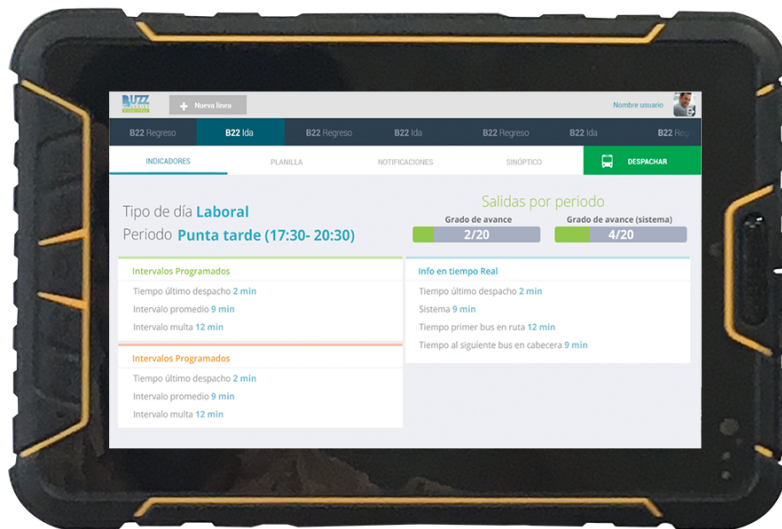 BUZZ
Nueva línea
Nombre usuario
B22 Regreso
B22 Ida
B22 Regreso
B22 Ida
B22 Regreso
B22 Ida
B22
INDICADORES
PLANILLA
NOTIFICACIONES
SINÓPTICO
DESPACHAR
Tipo de día Laboral
Periodo Punta tarde (17:30- 20:30)
Salidas por periodo
Grado de avance
2/20
Grado de avance (sistema)
4/20
Intervalos Programados
Tiempo último despacho 2 min
Intervalo promedio 9 min
Intervalo multa 12 min
Intervalos Programados
Tiempo último despacho 2 min
Intervalo promedio 9 min
Intervalo multa 12 min
Info en tiempo Real
Tiempo último despacho 2 min
Sistema 9 min
Tiempo primer bus en ruta 12 min
Tiempo al siguiente bus en cabecera 9 min